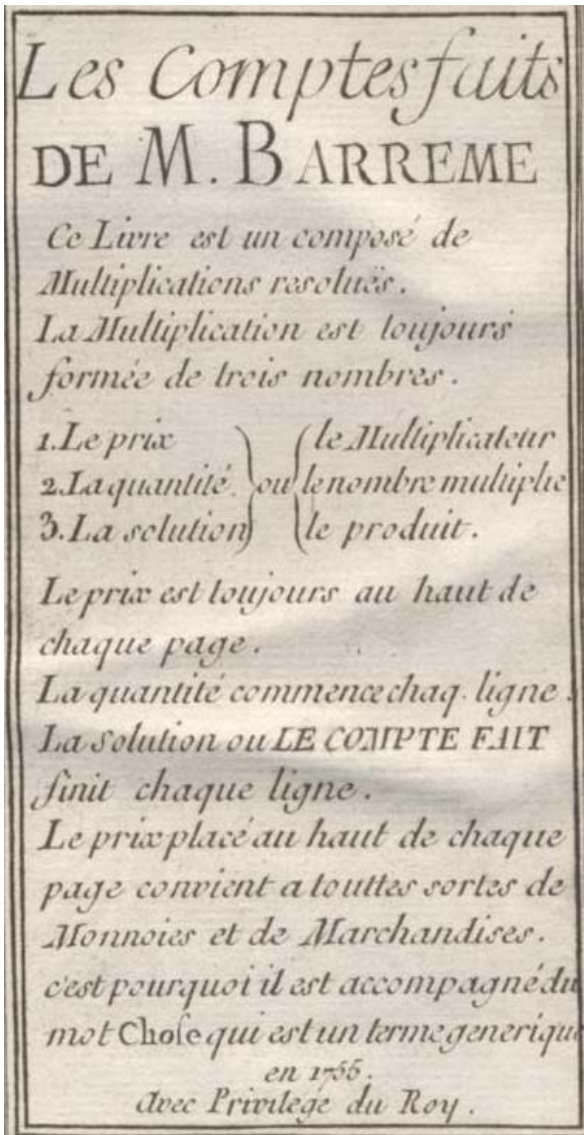 Les Comptes faits
DE M. BARREME
Ce Livre est un composé de
Multiplications resoluës.
La Multiplication est toujours
formée de trois nombres.
1. Le prix } ( le Multiplicateur
2. La quantité. } ou { le nombre multiplie
3. La solution } ( le produit.
Le prix est toujours au haut de
chaque page.
La quantité commence chaq. ligne.
La solution ou LE COMPTE FAIT
finit chaque ligne.
Le prix placé au haut de chaque
page convient a touttes sortes de
Monnoies et de Marchandises.
c'est pourquoi il est accompagné du
mot Chose qui est un terme generique
en 1755.
Avec Privilege du Roy.